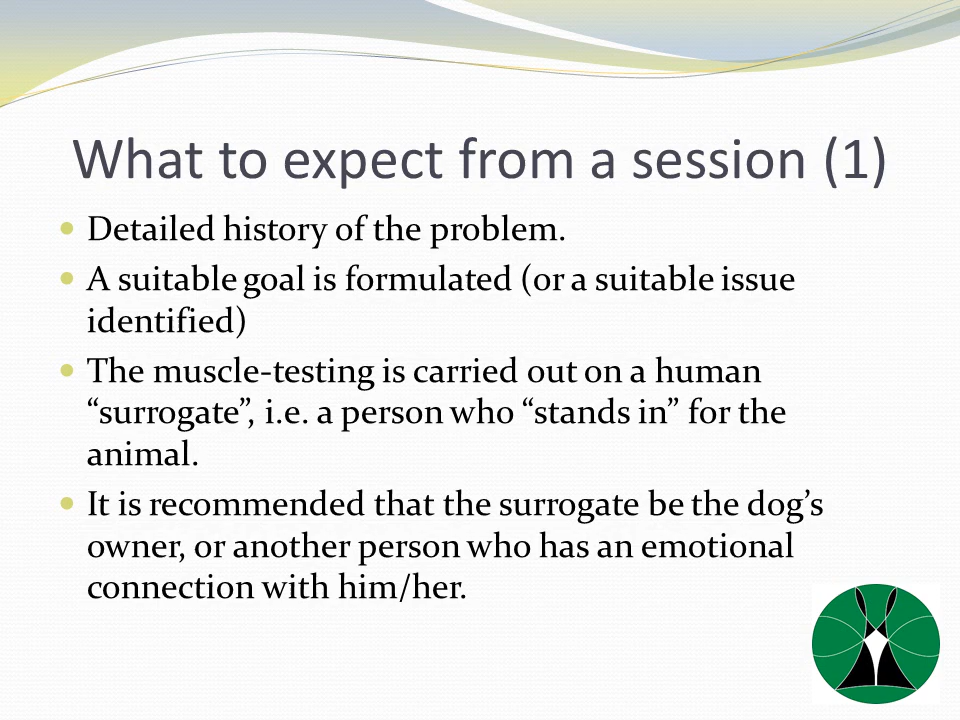 What to expect from a session (1)
Detailed history of the problem.
A suitable goal is formulated (or a suitable issue
identified)
The muscle-testing is carried out on a human
“surrogate”, i.e. a person who “stands in” for the
animal.
It is recommended that the surrogate be the dog’s
owner, or another person who has an emotional
connection with him/her.